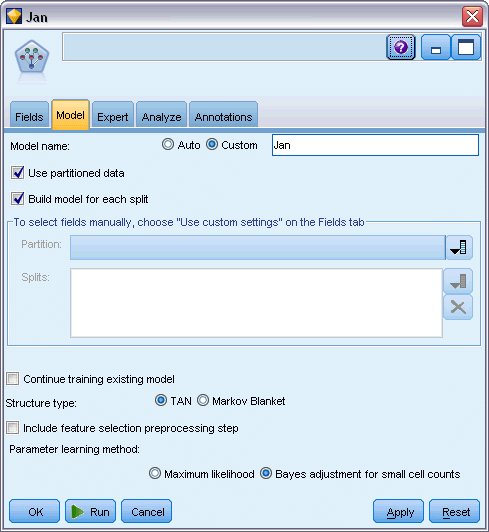 Jan
Fields Model Expert Analyze Annotations
Model name: Auto Custom Jan
Use partitioned data
Build model for each split
To select fields manually, choose "Use custom settings" on the Fields tab
Partition:
Splits:
Continue training existing model
Structure type: TAN Markov Blanket
Include feature selection preprocessing step
Parameter learning method:
Maximum likelihood Bayes adjustment for small cell counts
OK Run Cancel Apply Reset